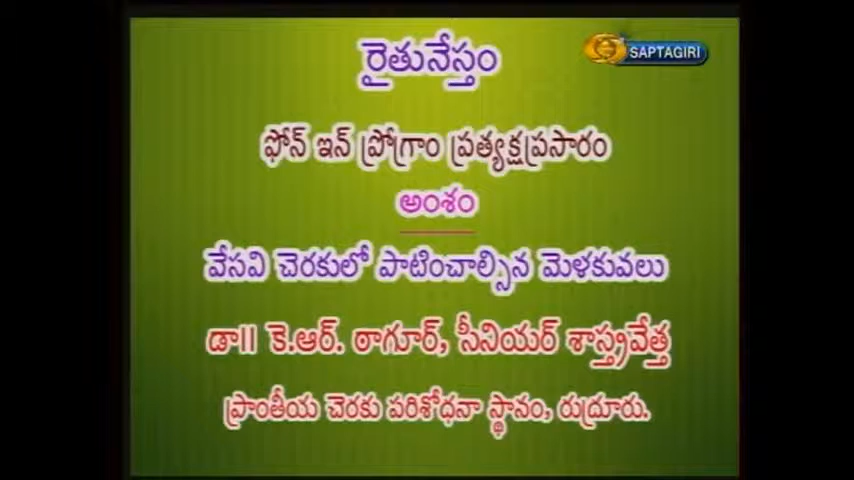 రైతునేస్తం
SAPTAGIRI
ఫోన్ ఇన్ ప్రోగ్రాం ప్రత్యక్షప్రసారం
అంశం
వేసవి చెరకులో పాటించాల్సిన మెళకువలు
డా॥ కె.ఆర్. ఠాగూర్, సీనియర్ శాస్త్రవేత్త
ప్రాంతీయ చెరకు పరిశోధనా స్థానం, రుద్రూరు.